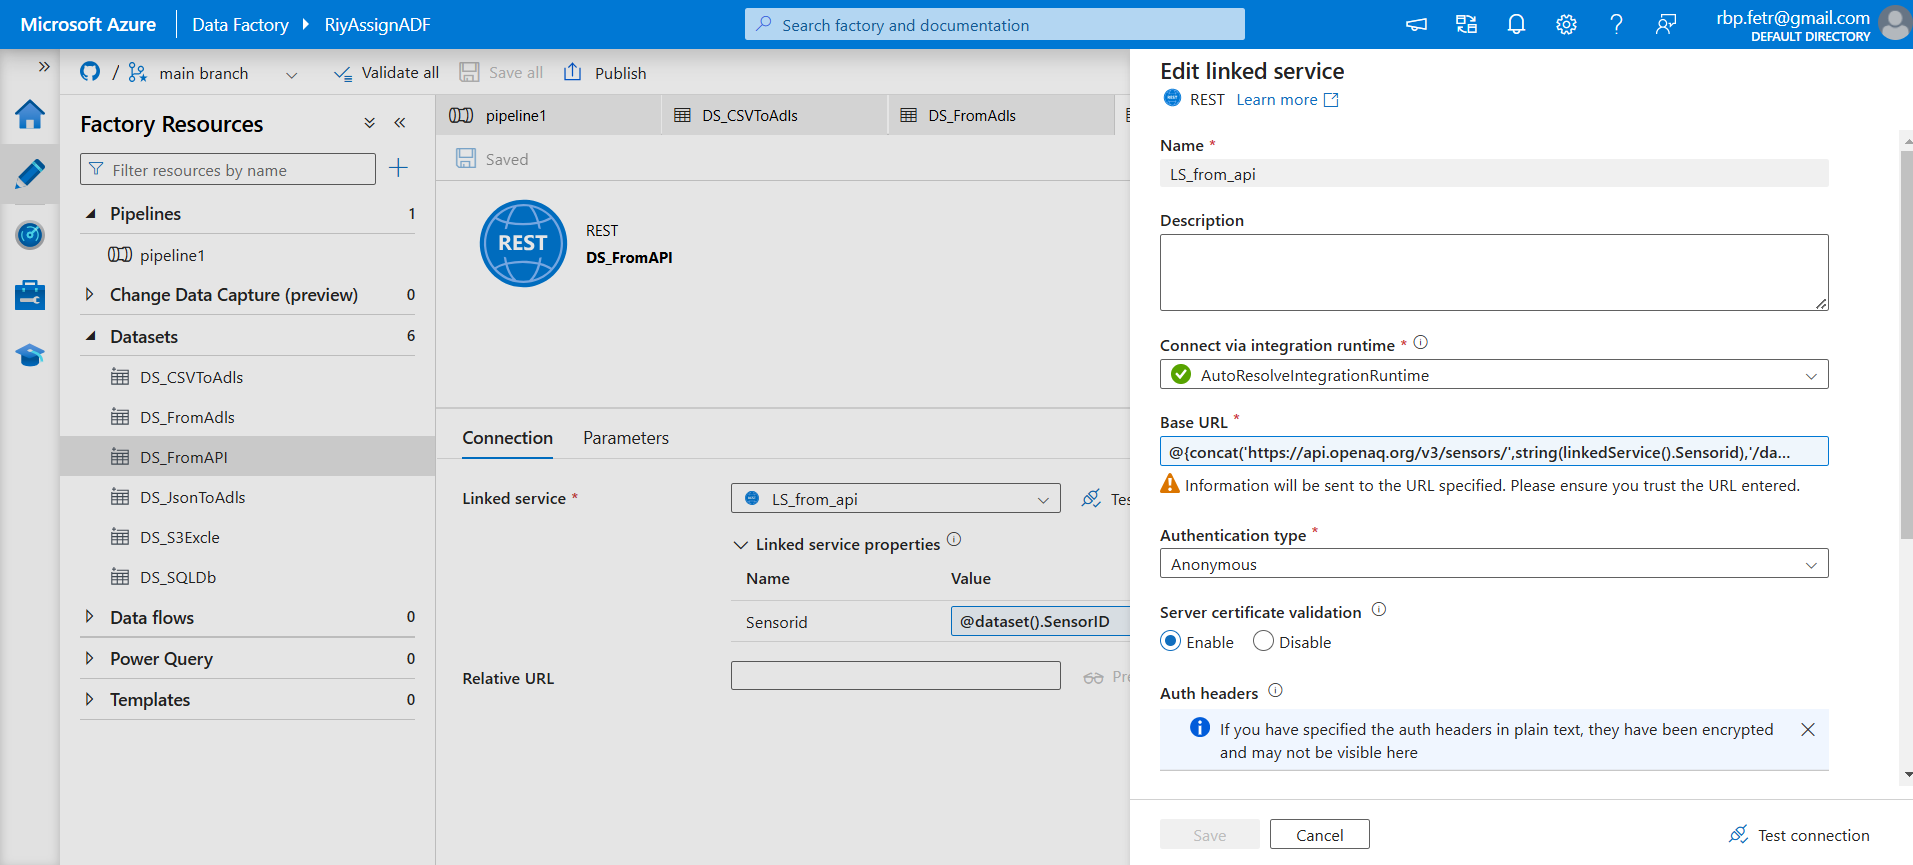 Microsoft Azure
Data Factory
RiyAssignADF
Search factory and documentation
rbp.fetr@gmail.com
DEFAULT DIRECTORY
/
main branch
Validate all
Save all
Publish
Factory Resources
Filter resources by name
Pipelines 1
pipeline1
Change Data Capture (preview) 0
Datasets 6
DS_CSVToAdls
DS_FromAdls
DS_FromAPI
DS_JsonToAdls
DS_S3Excle
DS_SQLDb
Data flows 0
Power Query 0
Templates 0
pipeline1
DS_CSVToAdls
DS_FromAdls
Saved
REST
REST
DS_FromAPI
Connection
Parameters
Linked service *
LS_from_api
Tes
Linked service properties
Name Value
Sensorid @dataset().SensorID
Relative URL
Pre
Edit linked service
REST Learn more
Name *
LS_from_api
Description
Connect via integration runtime *
AutoResolveIntegrationRuntime
Base URL *
@{concat('https://api.openaq.org/v3/sensors/',string(linkedService().Sensorid),'/da...
Information will be sent to the URL specified. Please ensure you trust the URL entered.
Authentication type *
Anonymous
Server certificate validation
Enable Disable
Auth headers
If you have specified the auth headers in plain text, they have been encrypted
and may not be visible here
Save
Cancel
Test connection